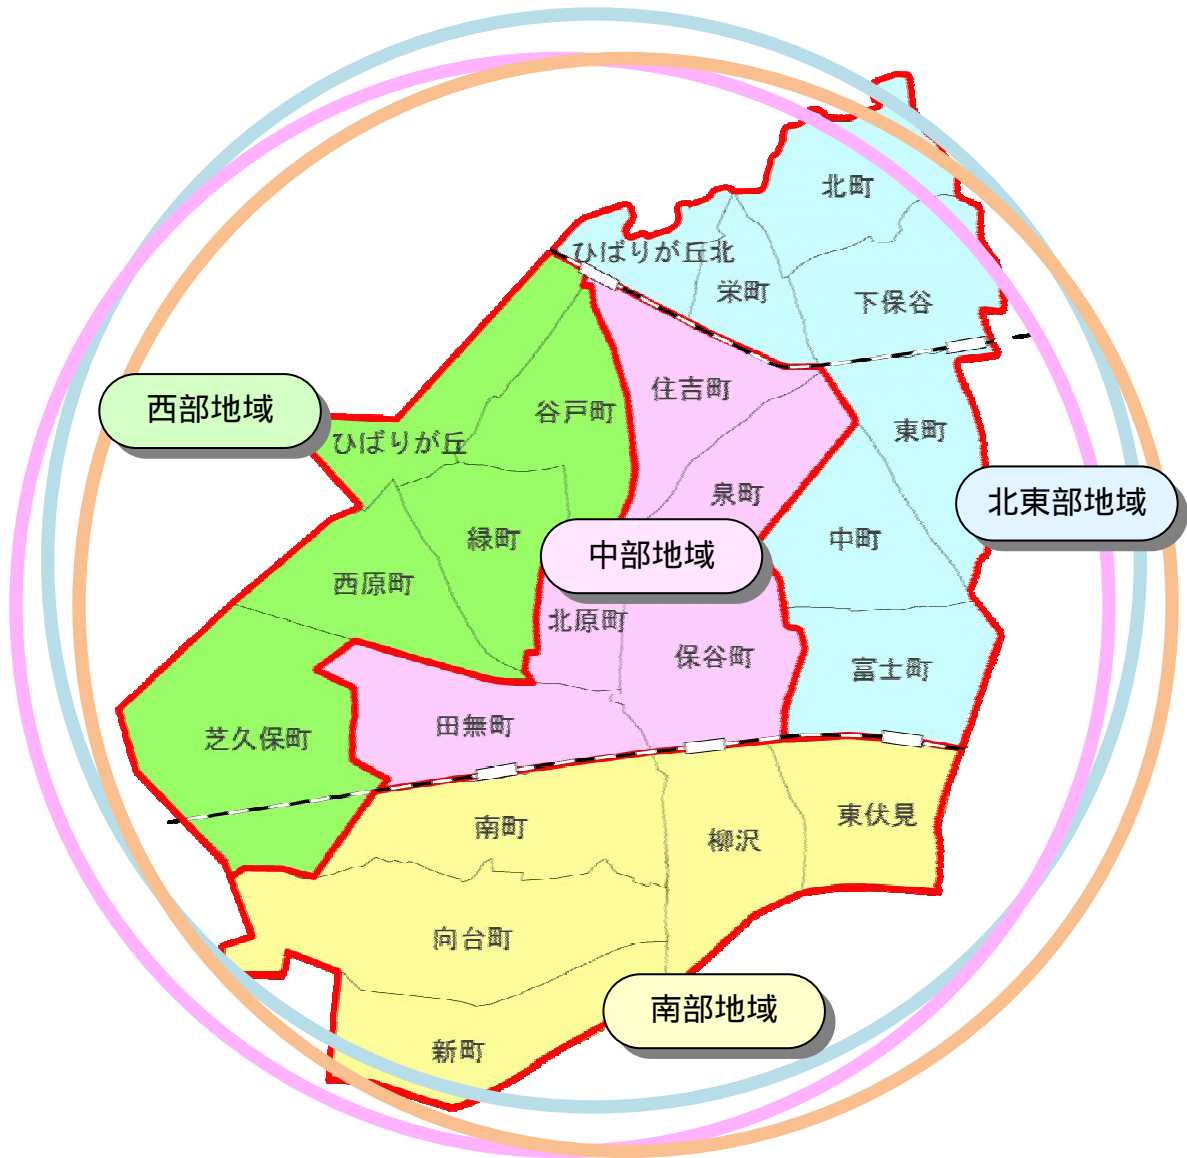 北町
ひばりが丘北
栄町
下保谷
住吉町
西部地域
谷戸町
ひばりが丘
東町
泉町
北東部地域
緑町
中町
中部地域
西原町
北原町
保谷町
富士町
田無町
芝久保町
東伏見
南町
柳沢
向台町
南部地域
新町